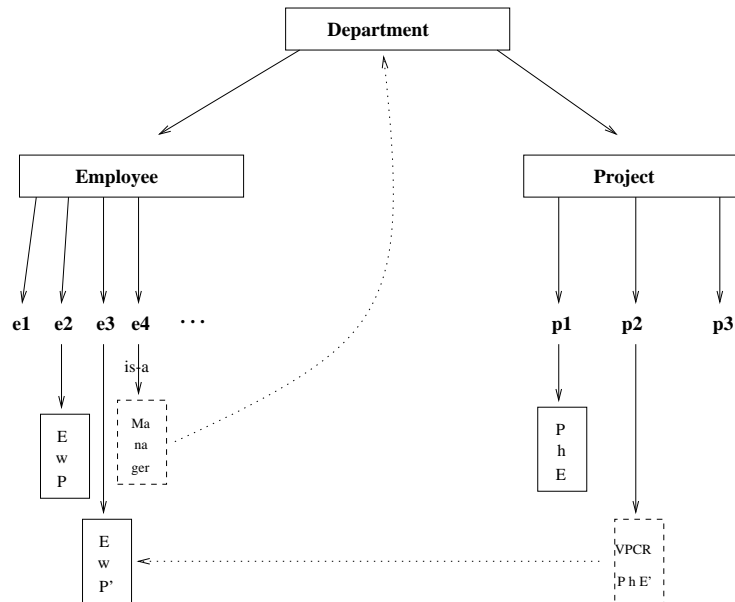 Department
Employee
Project
e1 e2 e3 e4 ...
p1 p2 p3
is-a
E
w
P
Ma
na
ger
P
h
E
E
w
P'
VPCR
P h E'